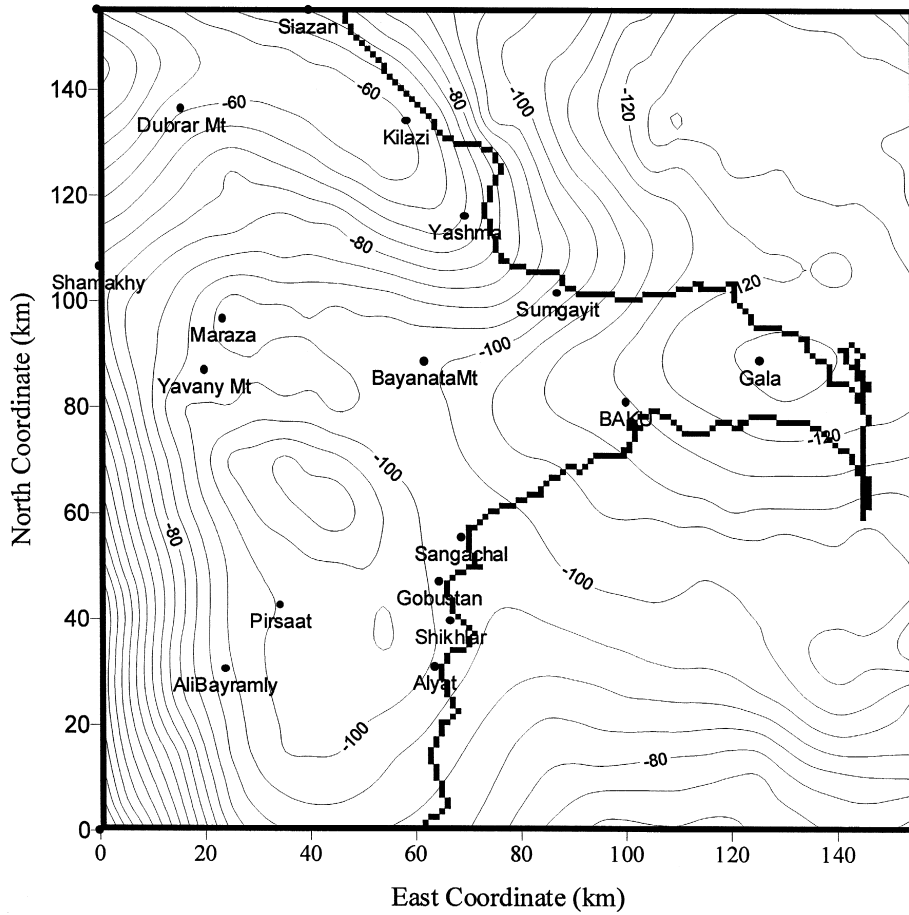 Siazan
140
-60
-60
-80
-100
-120
Dubrar Mt
Kilazi
120
Yashma
-80
Shamakhy
100
120
Sumgayit
Maraza
-100
Yavany Mt
BayanataMt
Gala
80
BAKU
-120
-100
60
-80
Sangachal
-100
Gobustan
40
Pirsaat
Shikhlar
AliBayramly
Alyat
20
-100
-80
0
0
20
40
60
80
100
120
140
North Coordinate (km)
East Coordinate (km)